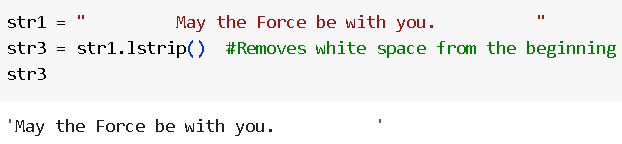 str1 = "         May the Force be with you.          "
str3 = str1.lstrip()  #Removes white space from the beginning
str3
'May the Force be with you.          '